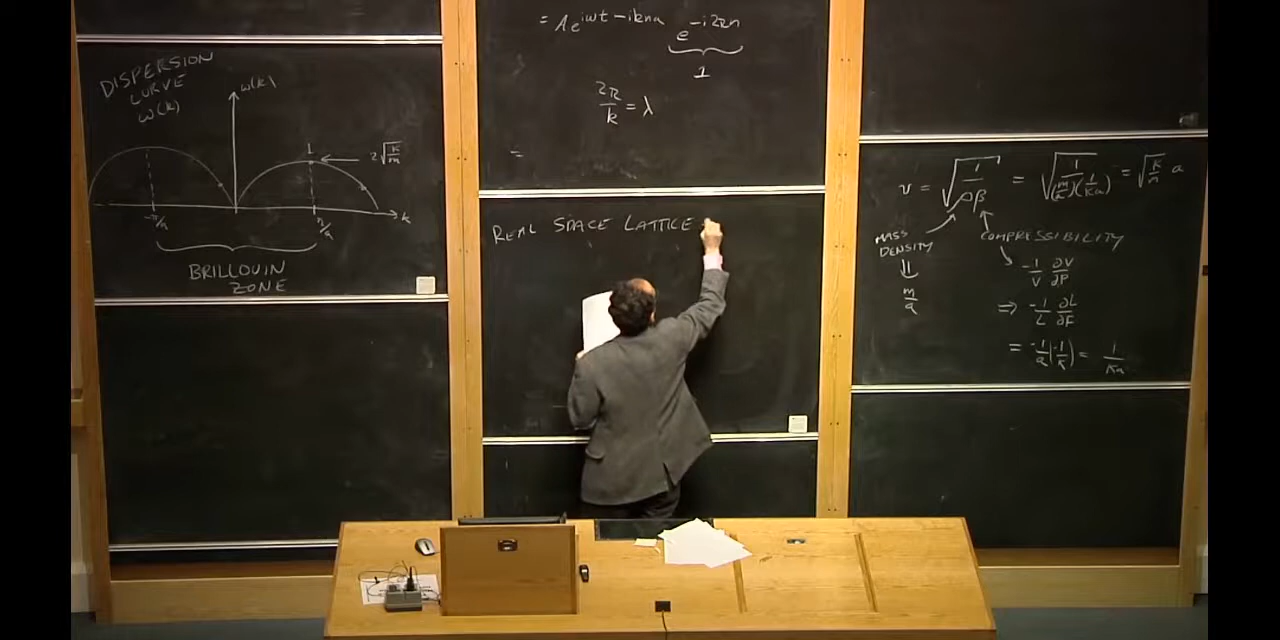 DISPERSION
CURVE
ω(k)
ω(k)
1
2√(K/m)
-π/a
π/a
k
BRILLOUIN
ZONE
= A e^{iωt - ikna} e^{-i2πn}
1
2π/k = λ
=
REAL SPACE LATTICE
v = √(1/ρβ) = √(1/((m/a)(1/Ka))) = √(K/m) a
MASS
DENSITY
m/a
COMPRESSIBILITY
-1/V ∂V/∂P
⇒ -1/L ∂L/∂F
= -1/a (-1/K) = 1/Ka